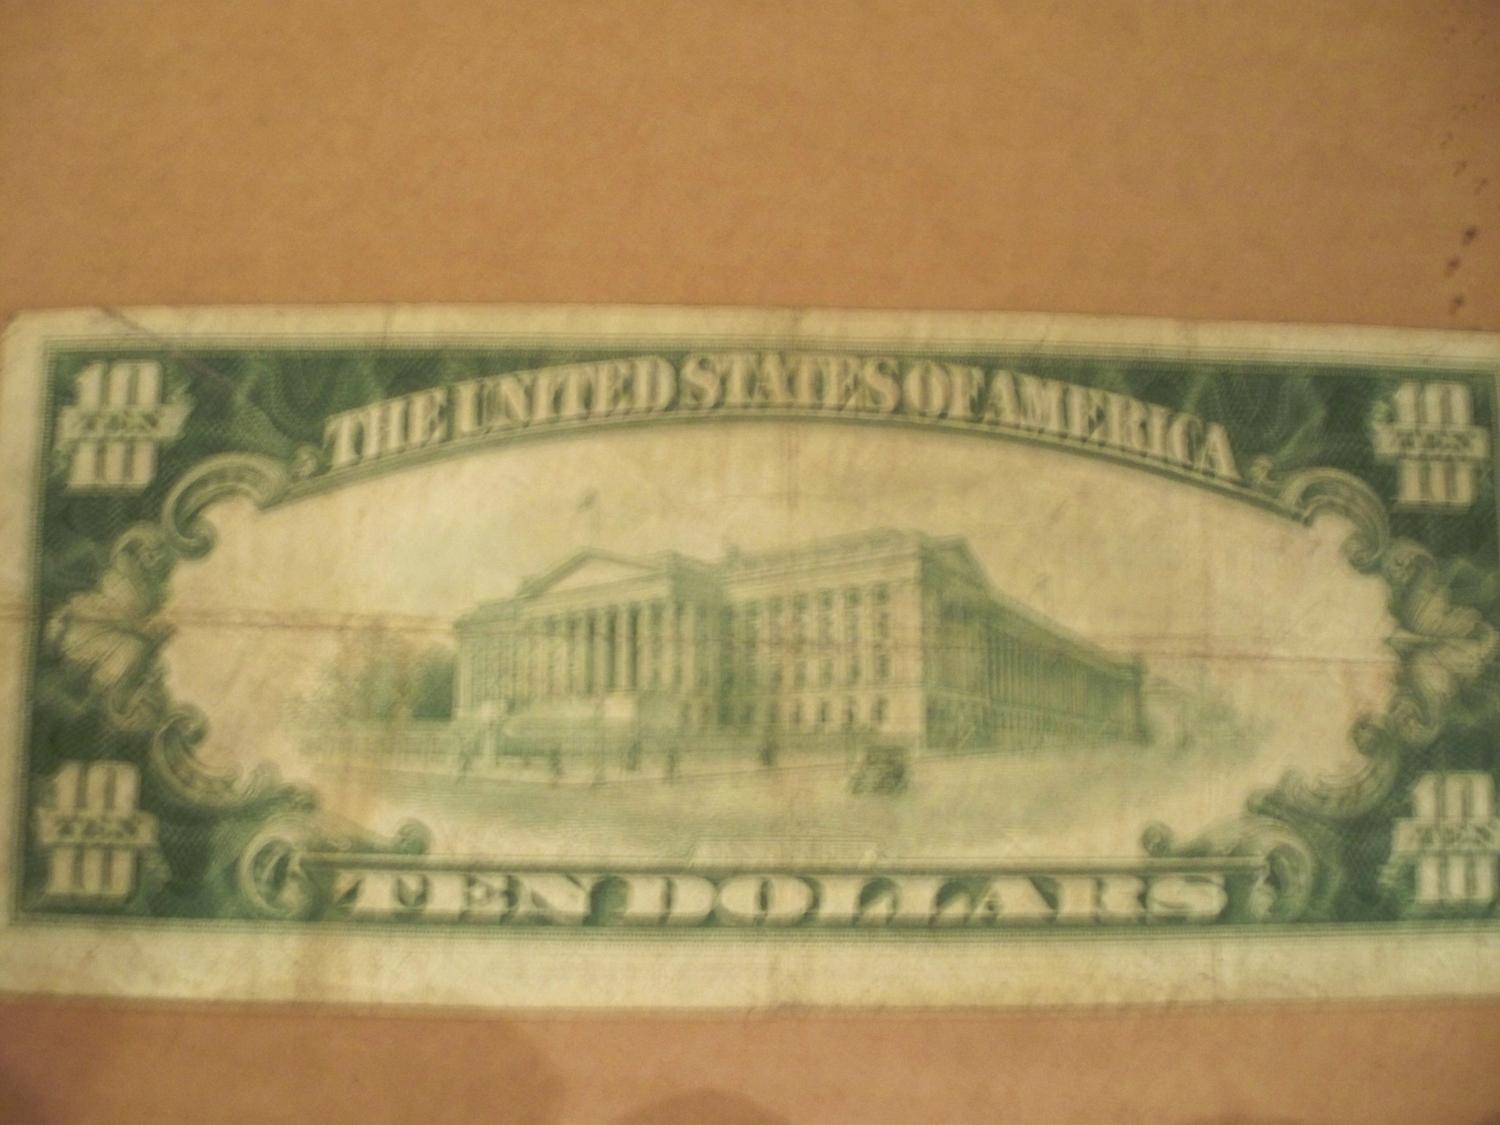 10 TEN 10
THE UNITED STATES OF AMERICA
10 TEN 10
10 TEN 10
TEN DOLLARS
10 TEN 10